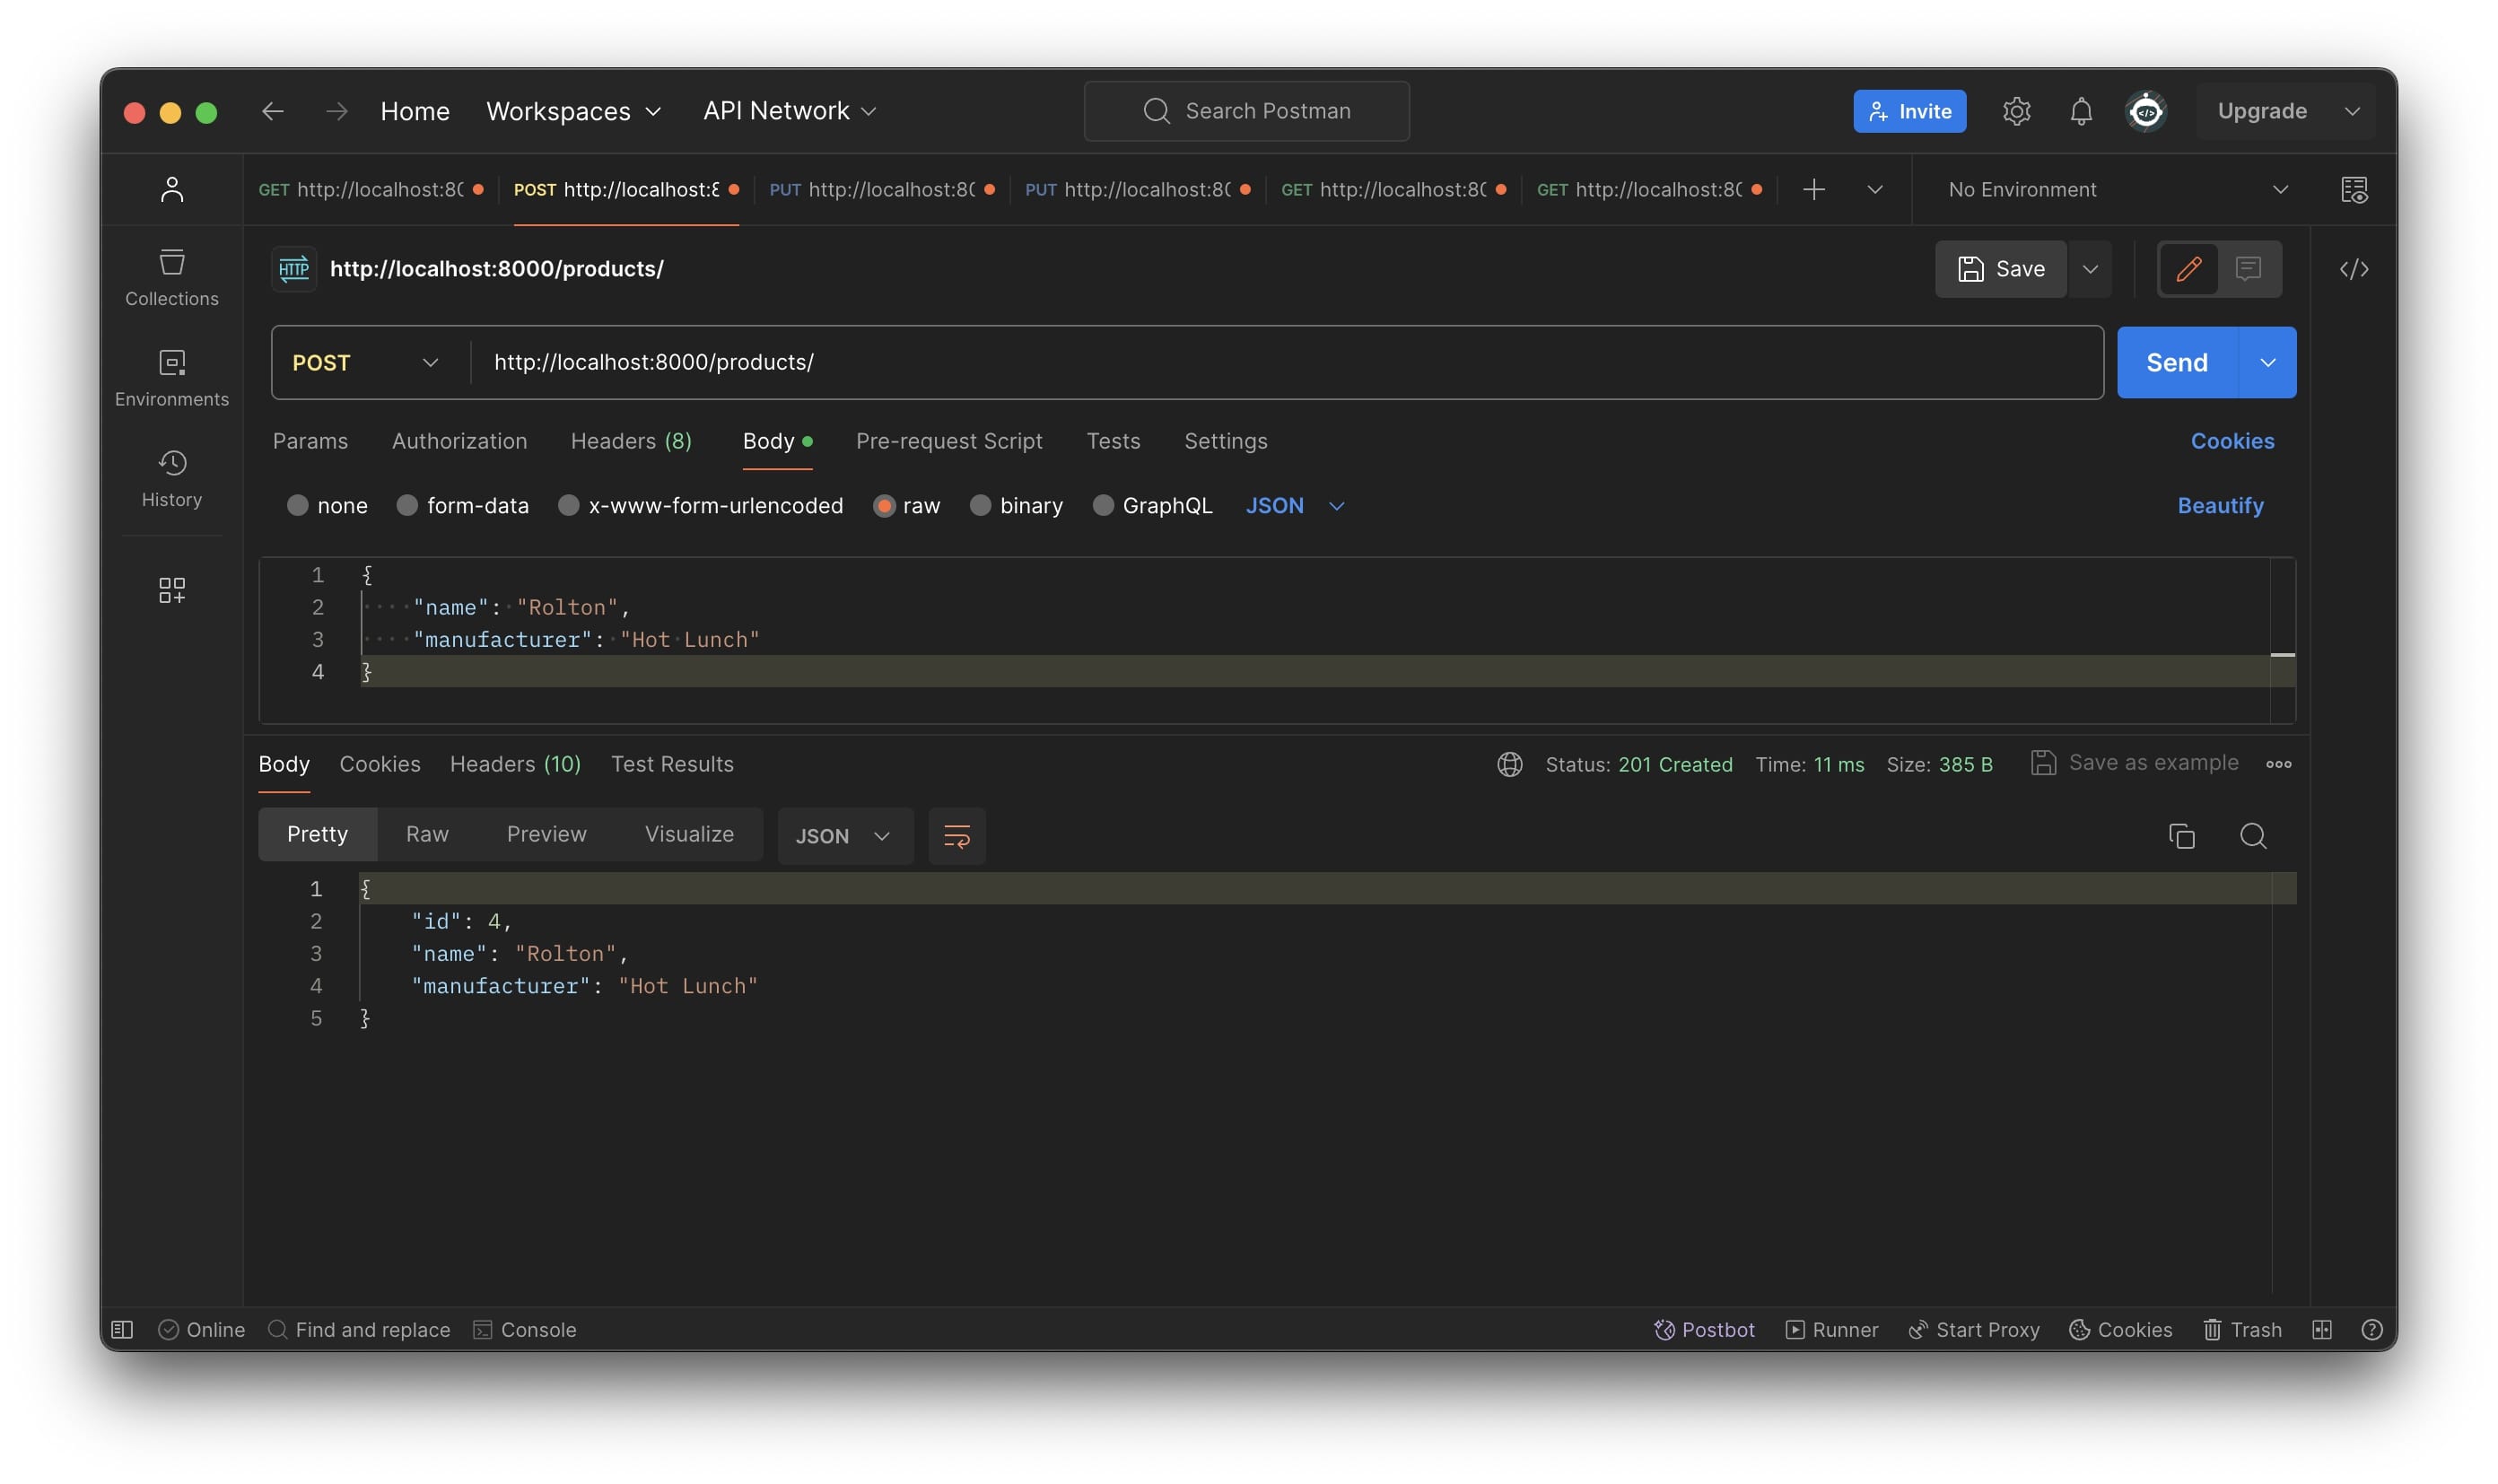 Home Workspaces API Network Search Postman Invite Upgrade
GET http://localhost:80 POST http://localhost:8 PUT http://localhost:80 PUT http://localhost:80 GET http://localhost:80 GET http://localhost:80 No Environment
HTTP http://localhost:8000/products/ Save
Collections
Environments
History
POST http://localhost:8000/products/ Send
Params Authorization Headers (8) Body Pre-request Script Tests Settings Cookies
none form-data x-www-form-urlencoded raw binary GraphQL JSON Beautify
1 {
2 "name": "Rolton",
3 "manufacturer": "Hot Lunch"
4 }
Body Cookies Headers (10) Test Results Status: 201 Created Time: 11 ms Size: 385 B Save as example
Pretty Raw Preview Visualize JSON
1 {
2 "id": 4,
3 "name": "Rolton",
4 "manufacturer": "Hot Lunch"
5 }
Online Find and replace Console Postbot Runner Start Proxy Cookies Trash